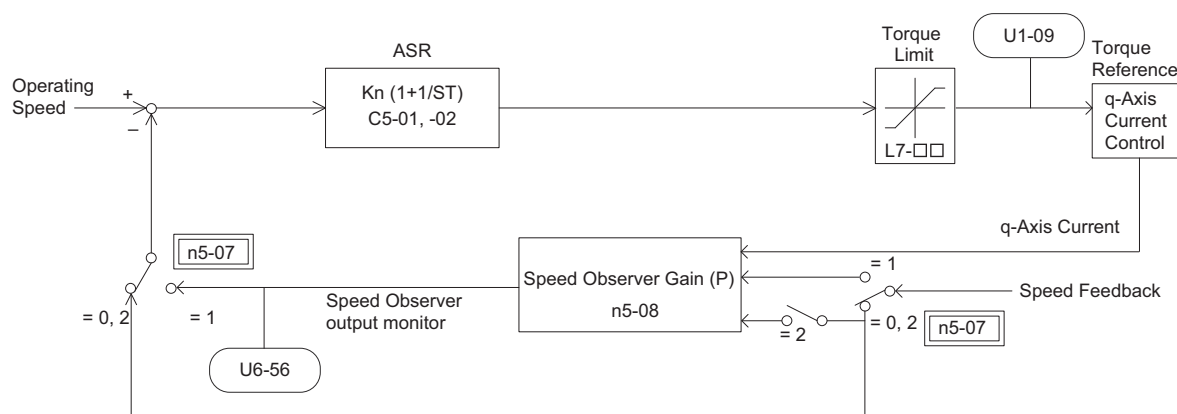 U1-09
Torque
Limit
Torque
Reference
ASR
Operating
Speed
+
–
Kn (1+1/ST)
C5-01, -02
L7-□□
q-Axis
Current
Control
q-Axis Current
n5-07
Speed Observer Gain (P)
n5-08
= 1
Speed Feedback
= 0, 2
= 1
Speed Observer
output monitor
= 2
= 0, 2
n5-07
U6-56